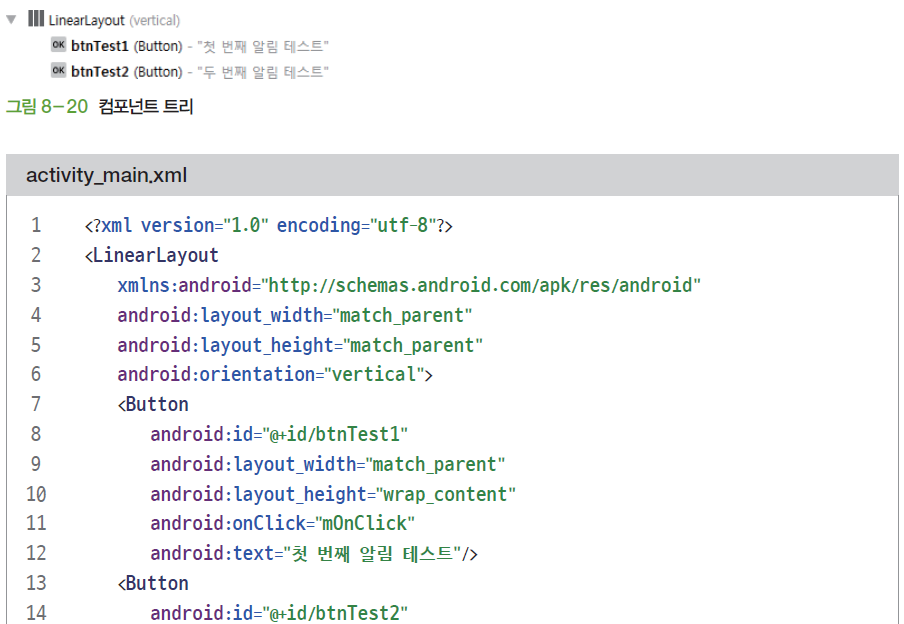 LinearLayout (vertical)
OK btnTest1 (Button) - "첫 번째 알림 테스트"
OK btnTest2 (Button) - "두 번째 알림 테스트"
그림 8-20 컴포넌트 트리
activity_main.xml
1 <?xml version="1.0" encoding="utf-8"?>
2 <LinearLayout
3 xmlns:android="http://schemas.android.com/apk/res/android"
4 android:layout_width="match_parent"
5 android:layout_height="match_parent"
6 android:orientation="vertical">
7 <Button
8 android:id="@+id/btnTest1"
9 android:layout_width="match_parent"
10 android:layout_height="wrap_content"
11 android:onClick="mOnClick"
12 android:text="첫 번째 알림 테스트"/>
13 <Button
14 android:id="@+id/btnTest2"